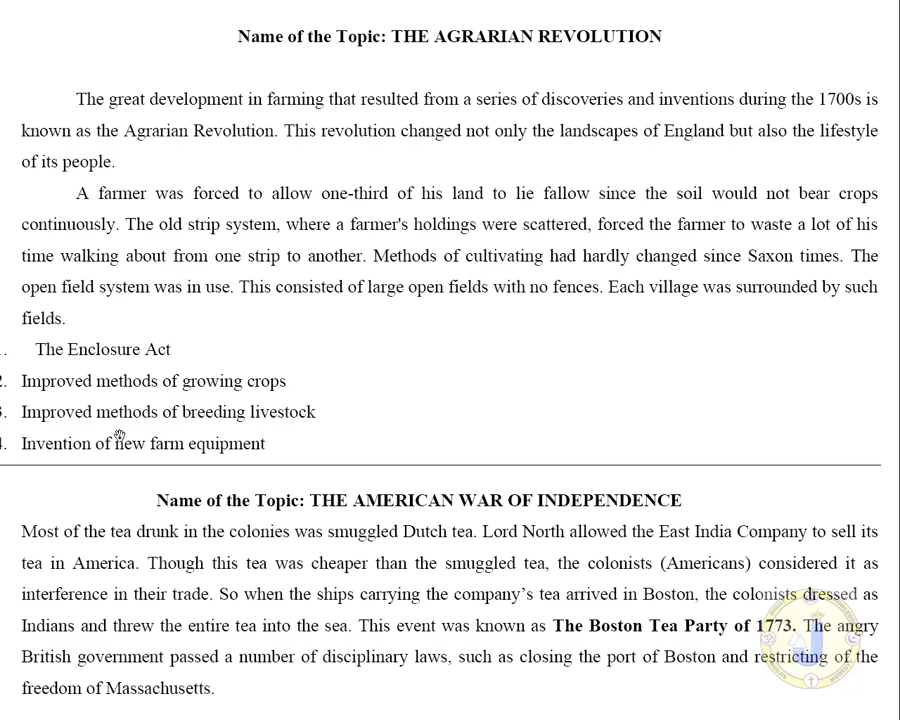 Name of the Topic: THE AGRARIAN REVOLUTION
The great development in farming that resulted from a series of discoveries and inventions during the 1700s is
known as the Agrarian Revolution. This revolution changed not only the landscapes of England but also the lifestyle
of its people.
A farmer was forced to allow one-third of his land to lie fallow since the soil would not bear crops
continuously. The old strip system, where a farmer's holdings were scattered, forced the farmer to waste a lot of his
time walking about from one strip to another. Methods of cultivating had hardly changed since Saxon times. The
open field system was in use. This consisted of large open fields with no fences. Each village was surrounded by such
fields.
. The Enclosure Act
2. Improved methods of growing crops
3. Improved methods of breeding livestock
4. Invention of new farm equipment
Name of the Topic: THE AMERICAN WAR OF INDEPENDENCE
Most of the tea drunk in the colonies was smuggled Dutch tea. Lord North allowed the East India Company to sell its
tea in America. Though this tea was cheaper than the smuggled tea, the colonists (Americans) considered it as
interference in their trade. So when the ships carrying the company's tea arrived in Boston, the colonists dressed as
Indians and threw the entire tea into the sea. This event was known as The Boston Tea Party of 1773. The angry
British government passed a number of disciplinary laws, such as closing the port of Boston and restricting of the
freedom of Massachusetts.